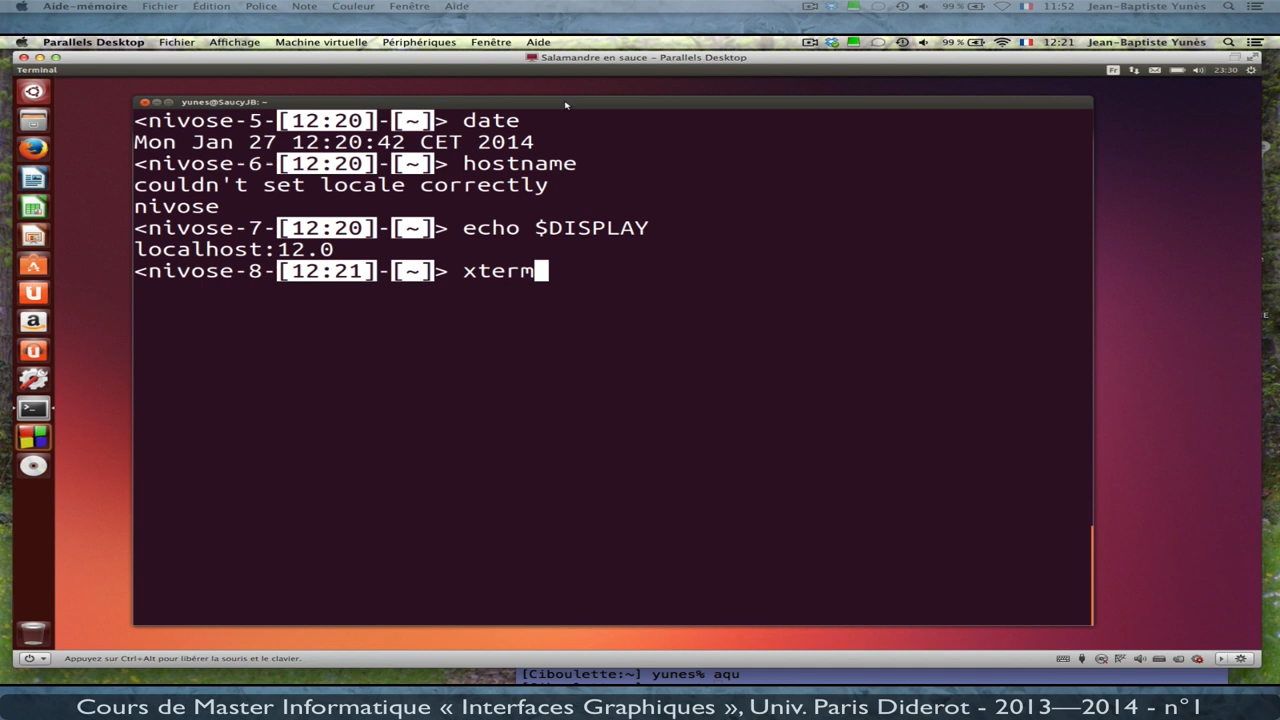 Aide-mémoire Fichier Édition Police Note Couleur Fenêtre Aide 99 % 11:52 Jean-Baptiste Yunès
Parallels Desktop Fichier Affichage Machine virtuelle Périphériques Fenêtre Aide 99 % 12:21 Jean-Baptiste Yunès
Salamandre en sauce – Parallels Desktop
Terminal Fr 23:30
yunes@SaucyJB: ~
<nivose-5-[12:20]-[~]> date
Mon Jan 27 12:20:42 CET 2014
<nivose-6-[12:20]-[~]> hostname
couldn't set locale correctly
nivose
<nivose-7-[12:20]-[~]> echo $DISPLAY
localhost:12.0
<nivose-8-[12:21]-[~]> xterm
Appuyez sur Ctrl+Alt pour libérer la souris et le clavier.
[Ciboulette:~] yunes% aqu
Cours de Master Informatique « Interfaces Graphiques », Univ. Paris Diderot - 2013—2014 - n°1